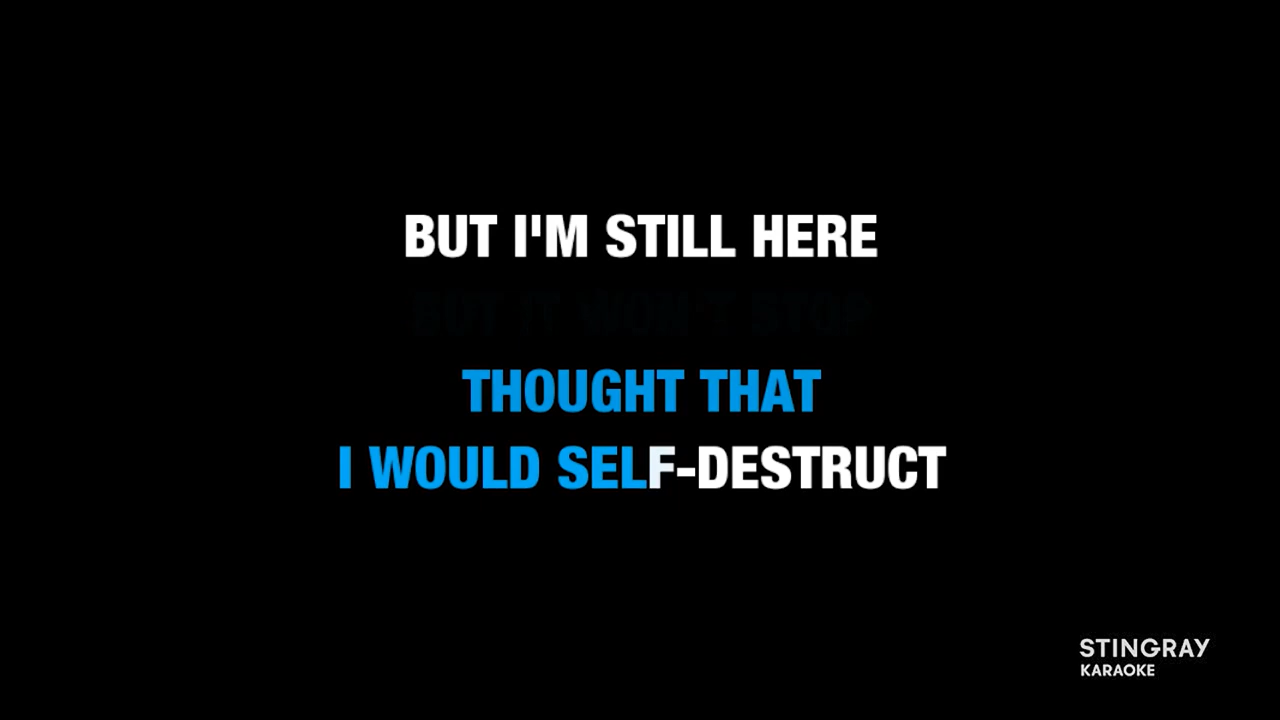 BUT I'M STILL HERE
BUT IT WON'T STOP
THOUGHT THAT
I WOULD SELF-DESTRUCT
STINGRAY
KARAOKE